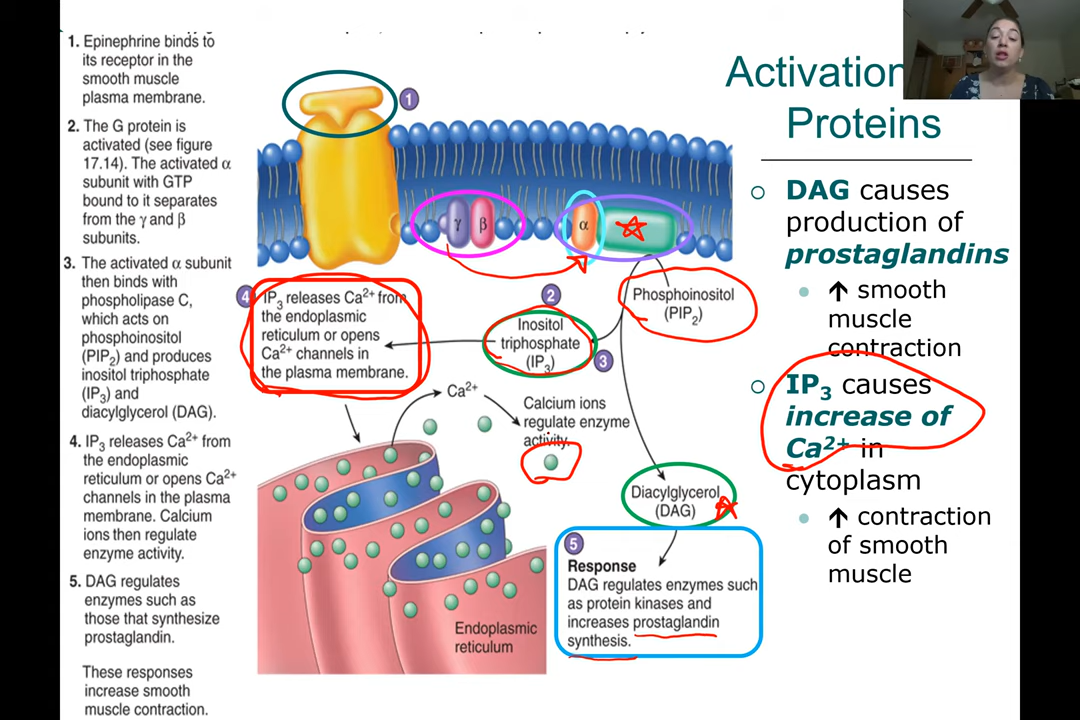 1. Epinephrine binds to
its receptor in the
smooth muscle
plasma membrane.
2. The G protein is
activated (see figure
17.14). The activated α
subunit with GTP
bound to it separates
from the γ and β
subunits.
3. The activated α subunit
then binds with
phospholipase C,
which acts on
phosphoinositol
(PIP₂) and produces
inositol triphosphate
(IP₃) and
diacylglycerol (DAG).
4. IP₃ releases Ca²⁺ from
the endoplasmic
reticulum or opens Ca²⁺
channels in the plasma
membrane. Calcium
ions then regulate
enzyme activity.
5. DAG regulates
enzymes such as
those that synthesize
prostaglandin.
These responses
increase smooth
muscle contraction.
1
γ
β
α
4
IP₃ releases Ca²⁺ from
the endoplasmic
reticulum or opens
Ca²⁺ channels in
the plasma membrane.
2
Inositol
triphosphate
(IP₃)
3
Phosphoinositol
(PIP₂)
Ca²⁺
Calcium ions
regulate enzyme
activity.
Diacylglycerol
(DAG)
5
Response
DAG regulates enzymes such
as protein kinases and
increases prostaglandin
synthesis.
Endoplasmic
reticulum
Activation
Proteins
DAG causes
production of
prostaglandins
↑ smooth
muscle
contraction
IP₃ causes
increase of
Ca²⁺ in
cytoplasm
↑ contraction
of smooth
muscle